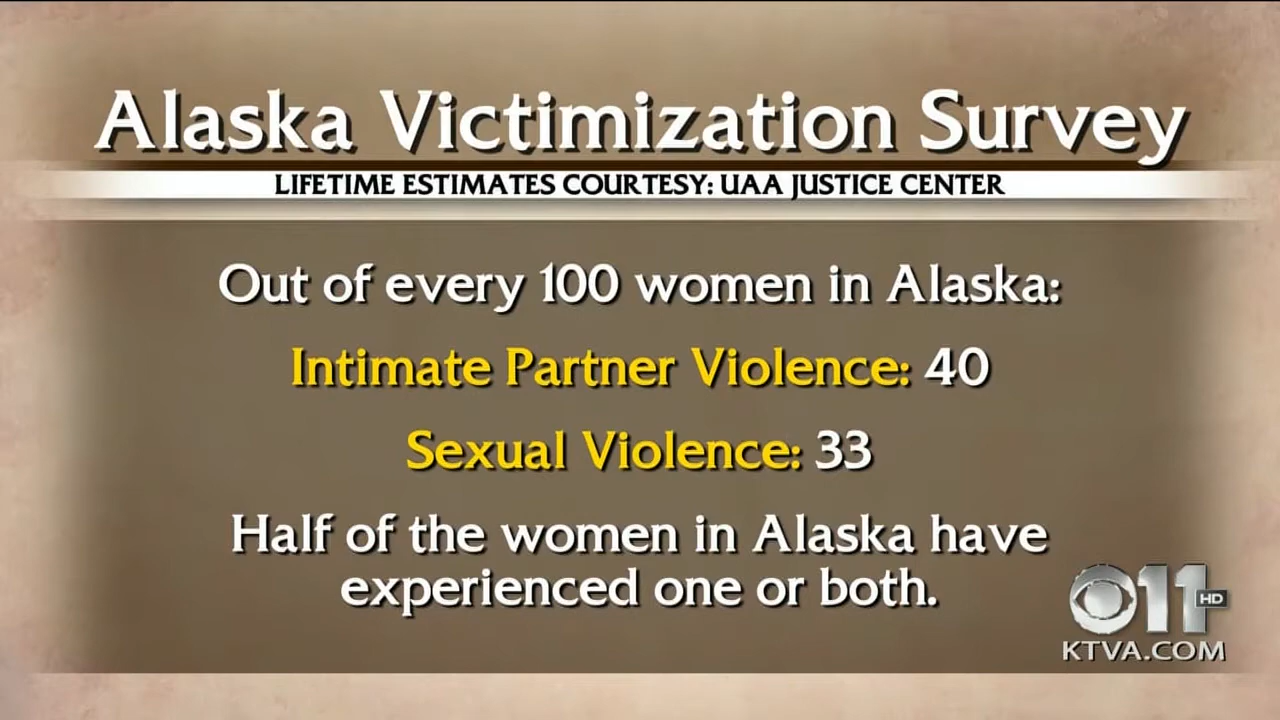 Alaska Victimization Survey
LIFETIME ESTIMATES COURTESY: UAA JUSTICE CENTER
Out of every 100 women in Alaska:
Intimate Partner Violence: 40
Sexual Violence: 33
Half of the women in Alaska have
experienced one or both.
11
HD
KTVA.COM